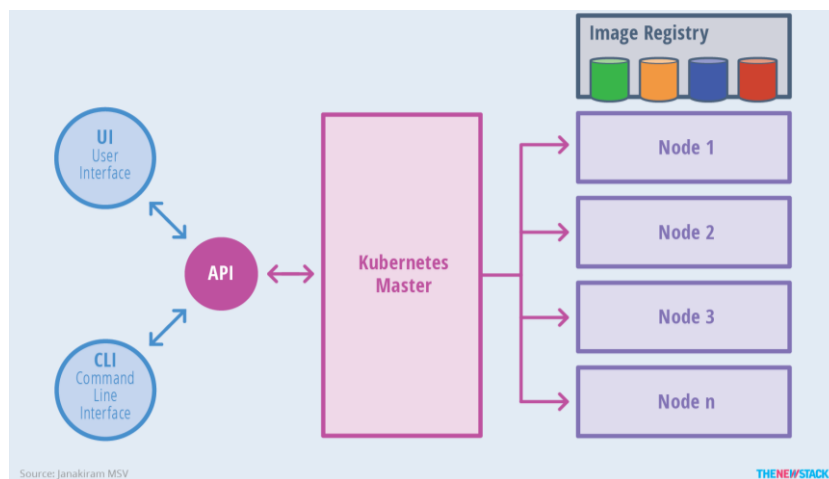 Image Registry
UI
User
Interface
Node 1
Node 2
API
Kubernetes
Master
Node 3
CLI
Command
Line
Interface
Node n
Source: Janakiram MSV
THENEWSTACK